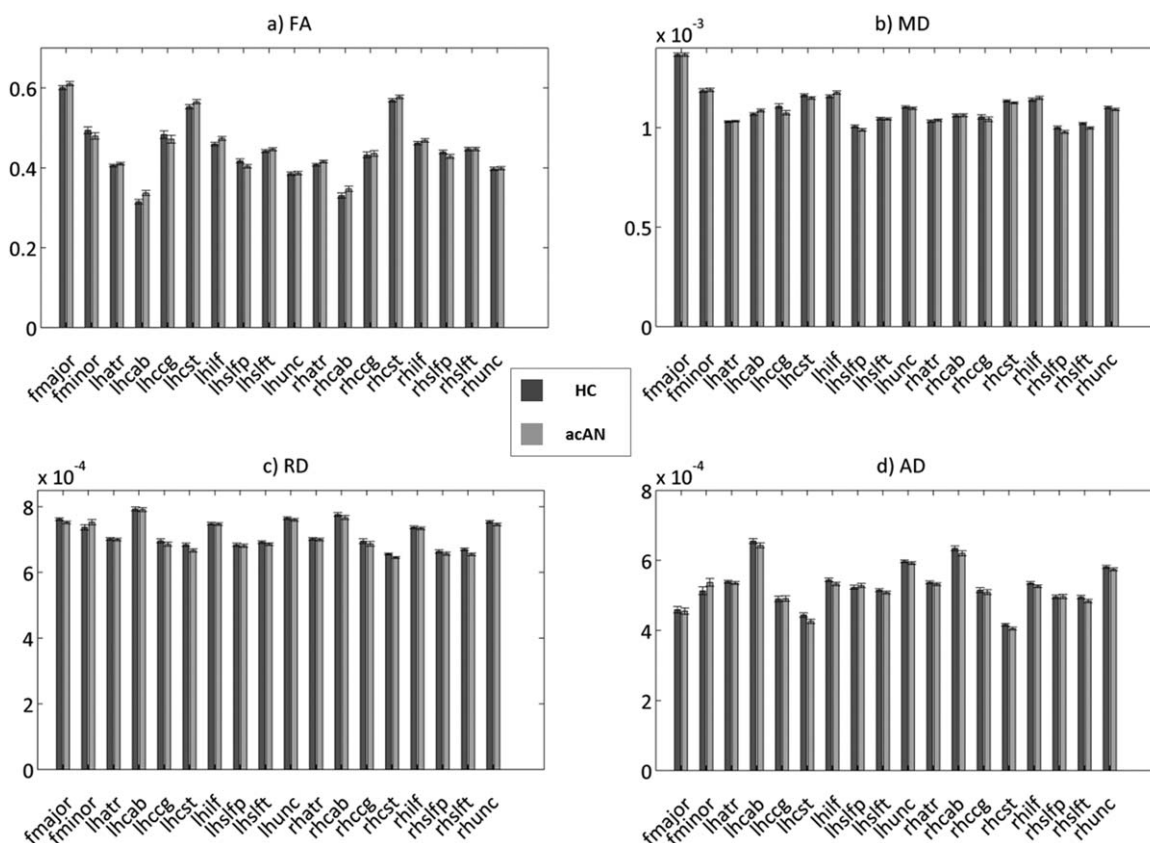 a) FA
0.6
0.4
0.2
0
fmajor
fminor
lhatr
lhcab
lhccg
lhcst
lhilf
lhslfp
lhslft
lhunc
rhatr
rhcab
rhccg
rhcst
rhilf
rhslfp
rhslft
rhunc
b) MD
x 10⁻³
1
0.5
0
fmajor
fminor
lhatr
lhcab
lhccg
lhcst
lhilf
lhslfp
lhslft
lhunc
rhatr
rhcab
rhccg
rhcst
rhilf
rhslfp
rhslft
rhunc
HC
acAN
c) RD
x 10⁻⁴
8
6
4
2
0
fmajor
fminor
lhatr
lhcab
lhccg
lhcst
lhilf
lhslfp
lhslft
lhunc
rhatr
rhcab
rhccg
rhcst
rhilf
rhslfp
rhslft
rhunc
d) AD
x 10⁻⁴
8
6
4
2
0
fmajor
fminor
lhatr
lhcab
lhccg
lhcst
lhilf
lhslfp
lhslft
lhunc
rhatr
rhcab
rhccg
rhcst
rhilf
rhslfp
rhslft
rhunc